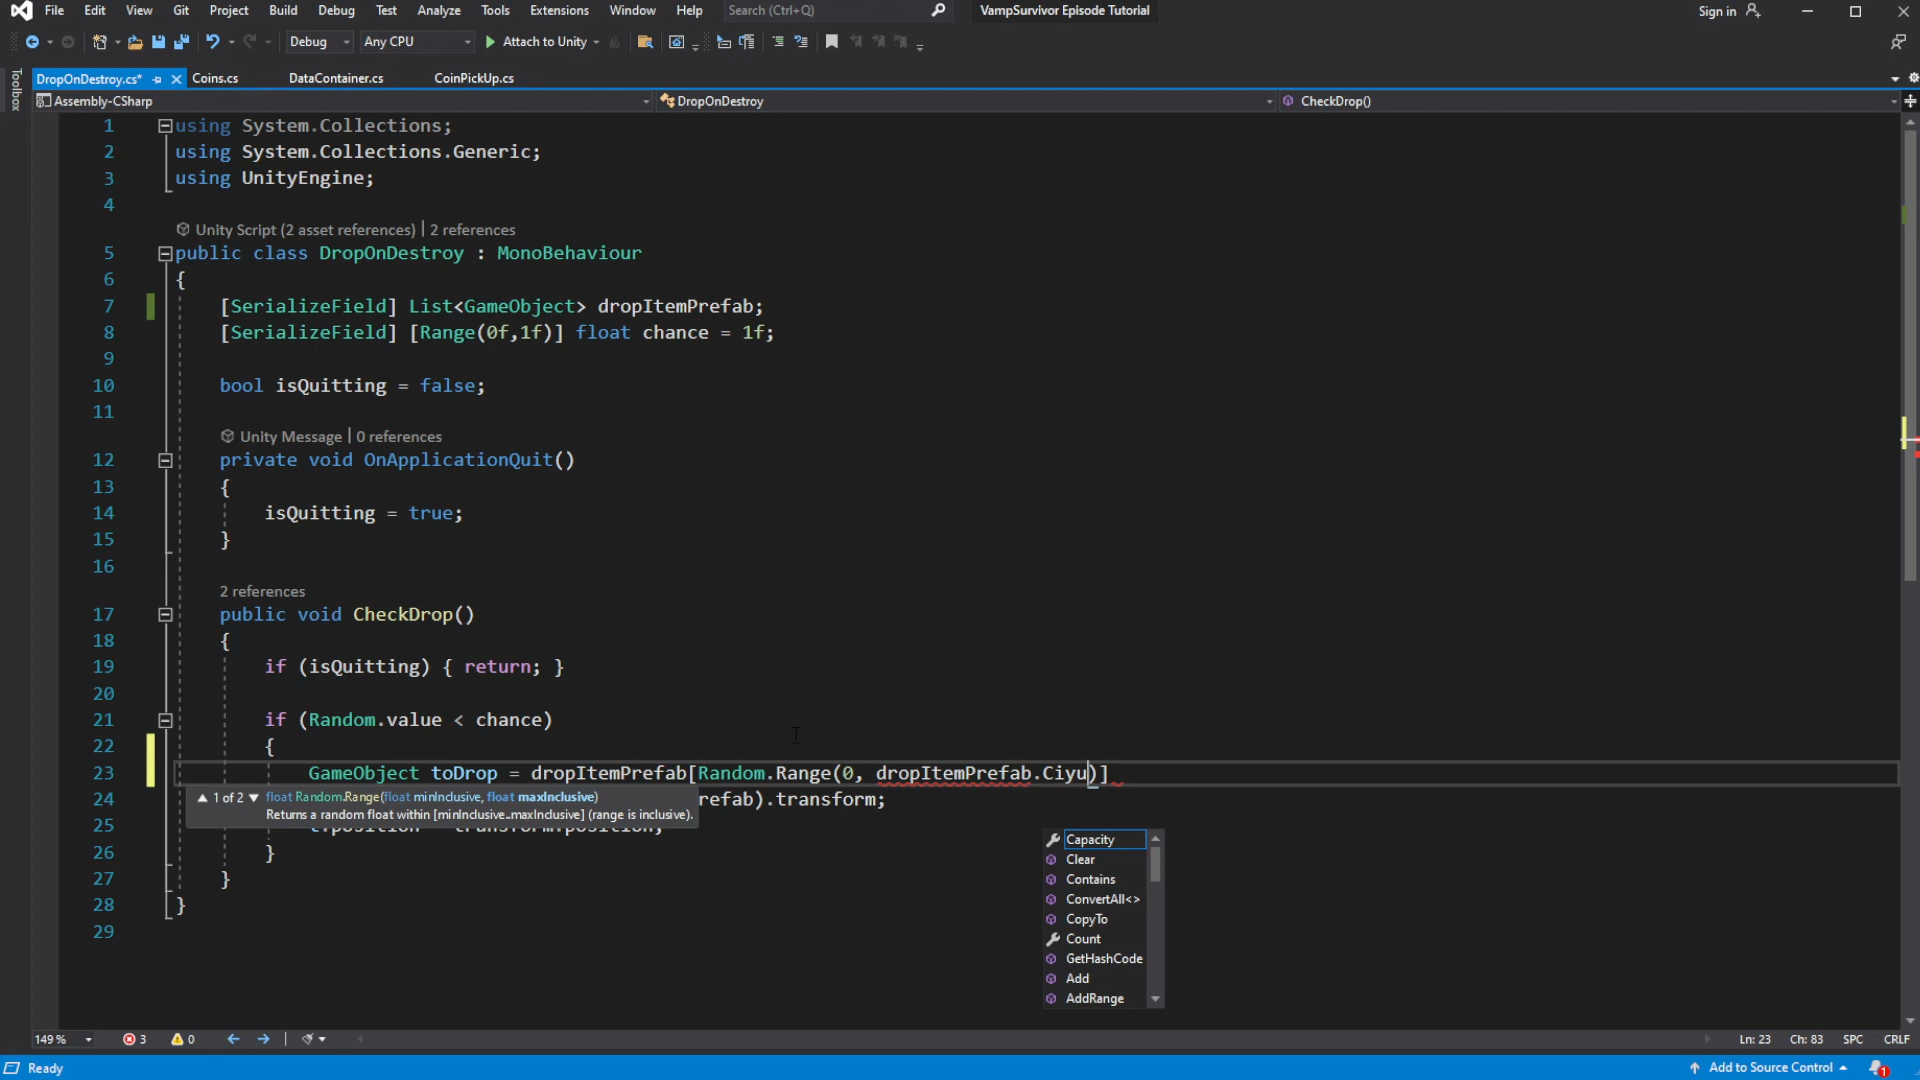 File Edit View Git Project Build Debug Test Analyze Tools Extensions Window Help Search (Ctrl+Q) VampSurvivor Episode Tutorial Sign in
Debug Any CPU Attach to Unity
Toolbox
DropOnDestroy.cs* Coins.cs DataContainer.cs CoinPickUp.cs
Assembly-CSharp DropOnDestroy CheckDrop()
1 using System.Collections;
2 using System.Collections.Generic;
3 using UnityEngine;
4
Unity Script (2 asset references) | 2 references
5 public class DropOnDestroy : MonoBehaviour
6 {
7 [SerializeField] List<GameObject> dropItemPrefab;
8 [SerializeField] [Range(0f,1f)] float chance = 1f;
9
10 bool isQuitting = false;
11
Unity Message | 0 references
12 private void OnApplicationQuit()
13 {
14 isQuitting = true;
15 }
16
2 references
17 public void CheckDrop()
18 {
19 if (isQuitting) { return; }
20
21 if (Random.value < chance)
22 {
23 GameObject toDrop = dropItemPrefab[Random.Range(0, dropItemPrefab.Ciyu)]
1 of 2 float Random.Range(float minInclusive, float maxInclusive)
Returns a random float within [minInclusive..maxInclusive] (range is inclusive).
24 refab).transform;
25
26 }
27 }
28 }
29
Capacity
Clear
Contains
ConvertAll<>
CopyTo
Count
GetHashCode
Add
AddRange
149 % 3 0 Ln: 23 Ch: 83 SPC CRLF
Ready Add to Source Control 1